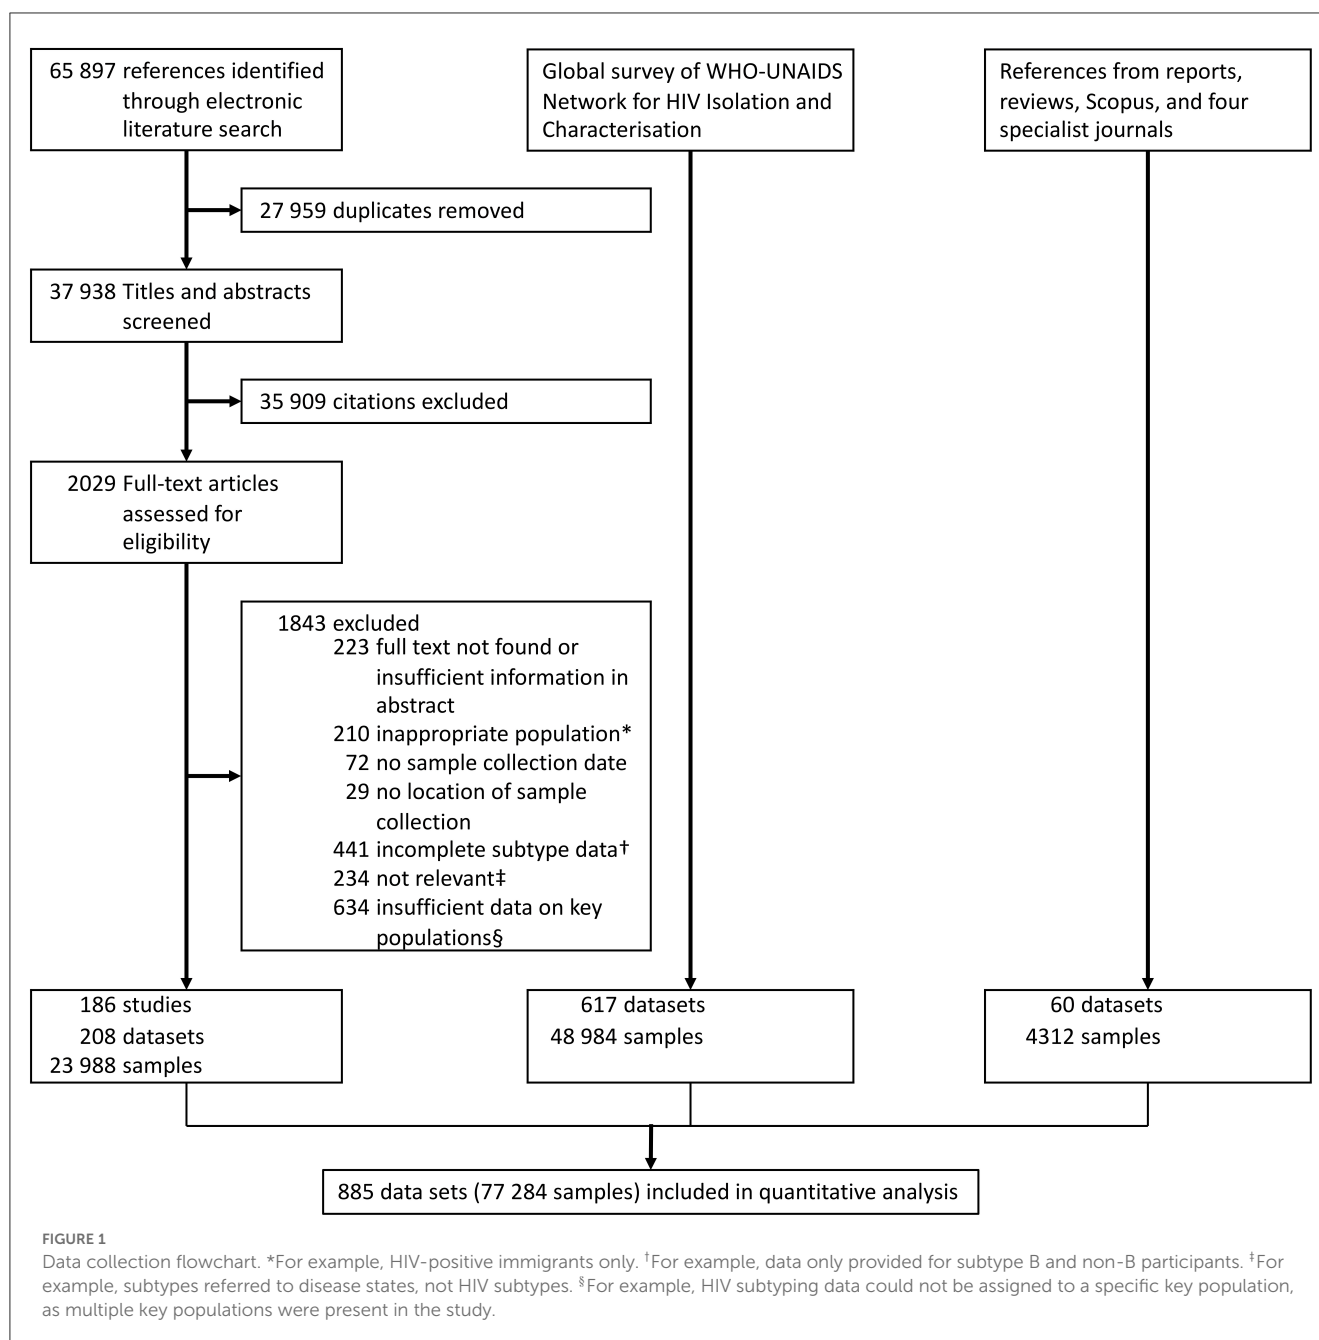 65 897 references identified
through electronic
literature search
Global survey of WHO-UNAIDS
Network for HIV Isolation and
Characterisation
References from reports,
reviews, Scopus, and four
specialist journals
27 959 duplicates removed
37 938 Titles and abstracts
screened
35 909 citations excluded
2029 Full-text articles
assessed for
eligibility
1843 excluded
223 full text not found or
insufficient information in
abstract
210 inappropriate population*
72 no sample collection date
29 no location of sample
collection
441 incomplete subtype data†
234 not relevant‡
634 insufficient data on key
populations§
186 studies
208 datasets
23 988 samples
617 datasets
48 984 samples
60 datasets
4312 samples
885 data sets (77 284 samples) included in quantitative analysis
FIGURE 1
Data collection flowchart. *For example, HIV-positive immigrants only. †For example, data only provided for subtype B and non-B participants. ‡For
example, subtypes referred to disease states, not HIV subtypes. §For example, HIV subtyping data could not be assigned to a specific key population,
as multiple key populations were present in the study.